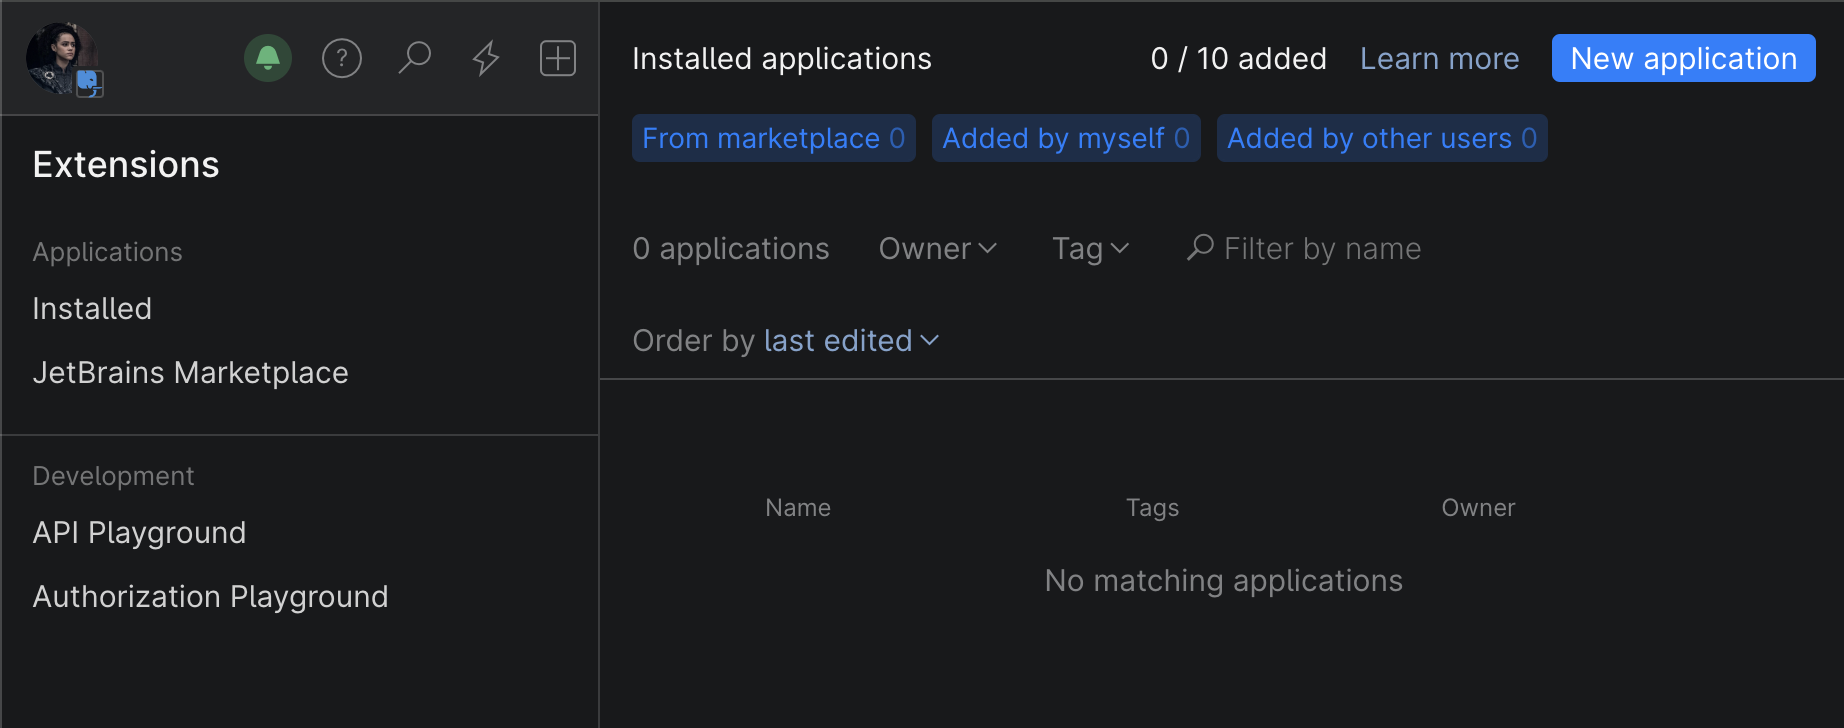 ?
Extensions
Applications
Installed
JetBrains Marketplace
Development
API Playground
Authorization Playground
Installed applications
0 / 10 added
Learn more
New application
From marketplace 0
Added by myself 0
Added by other users 0
0 applications
Owner
Tag
Filter by name
Order by last edited
Name Tags Owner
No matching applications